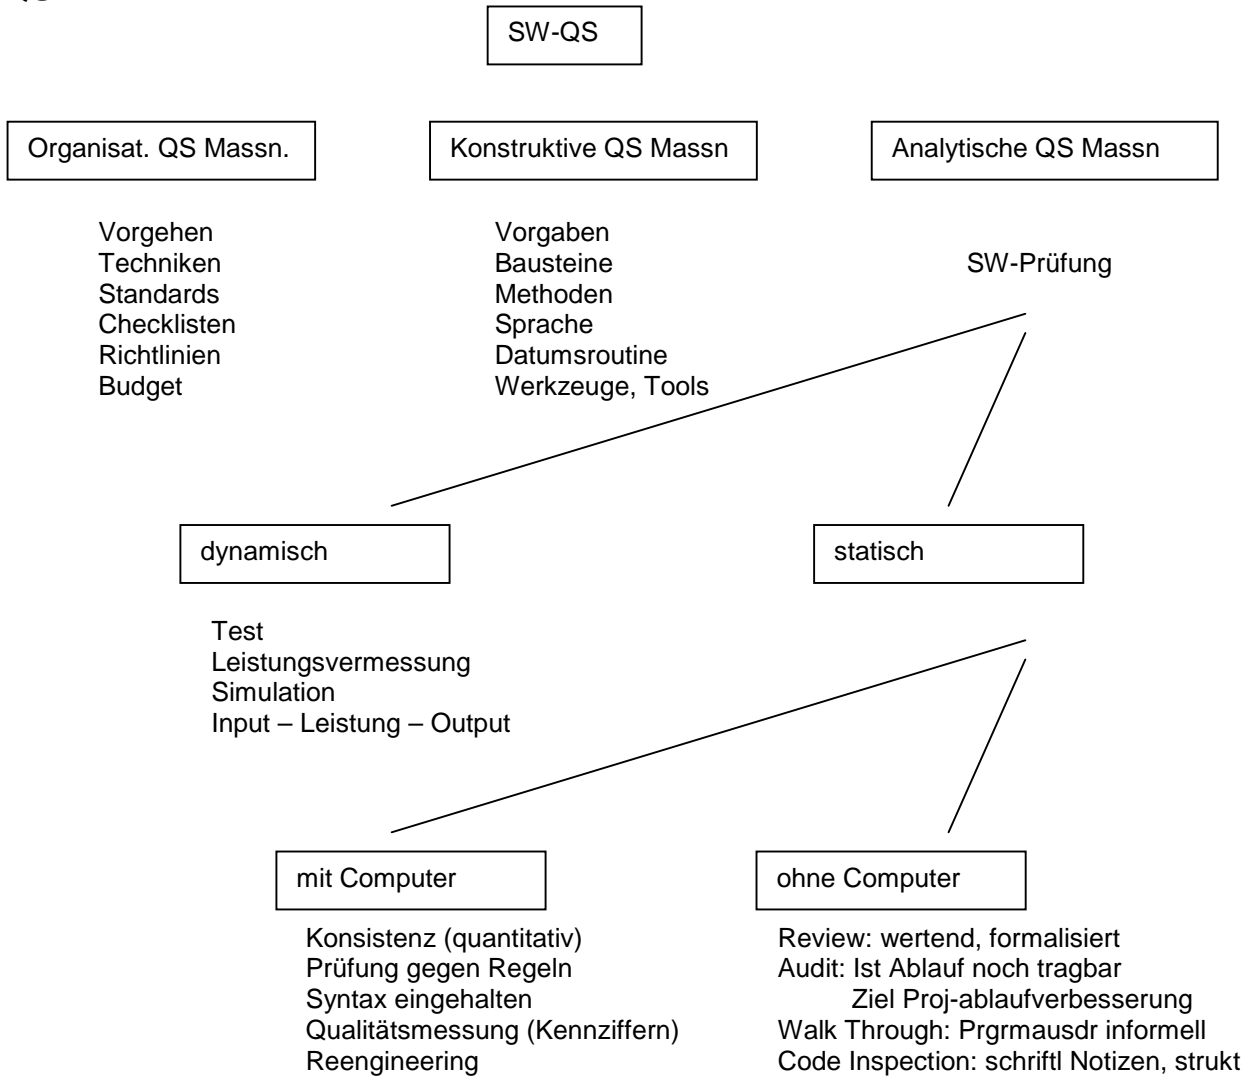 SW-QS
Organisat. QS Massn.
Konstruktive QS Massn
Analytische QS Massn
Vorgehen
Techniken
Standards
Checklisten
Richtlinien
Budget
Vorgaben
Bausteine
Methoden
Sprache
Datumsroutine
Werkzeuge, Tools
SW-Prüfung
dynamisch
statisch
Test
Leistungsvermessung
Simulation
Input – Leistung – Output
mit Computer
ohne Computer
Konsistenz (quantitativ)
Prüfung gegen Regeln
Syntax eingehalten
Qualitätsmessung (Kennziffern)
Reengineering
Review: wertend, formalisiert
Audit: Ist Ablauf noch tragbar
Ziel Proj-ablaufverbesserung
Walk Through: Prgrmausdr informell
Code Inspection: schriftl Notizen, strukt